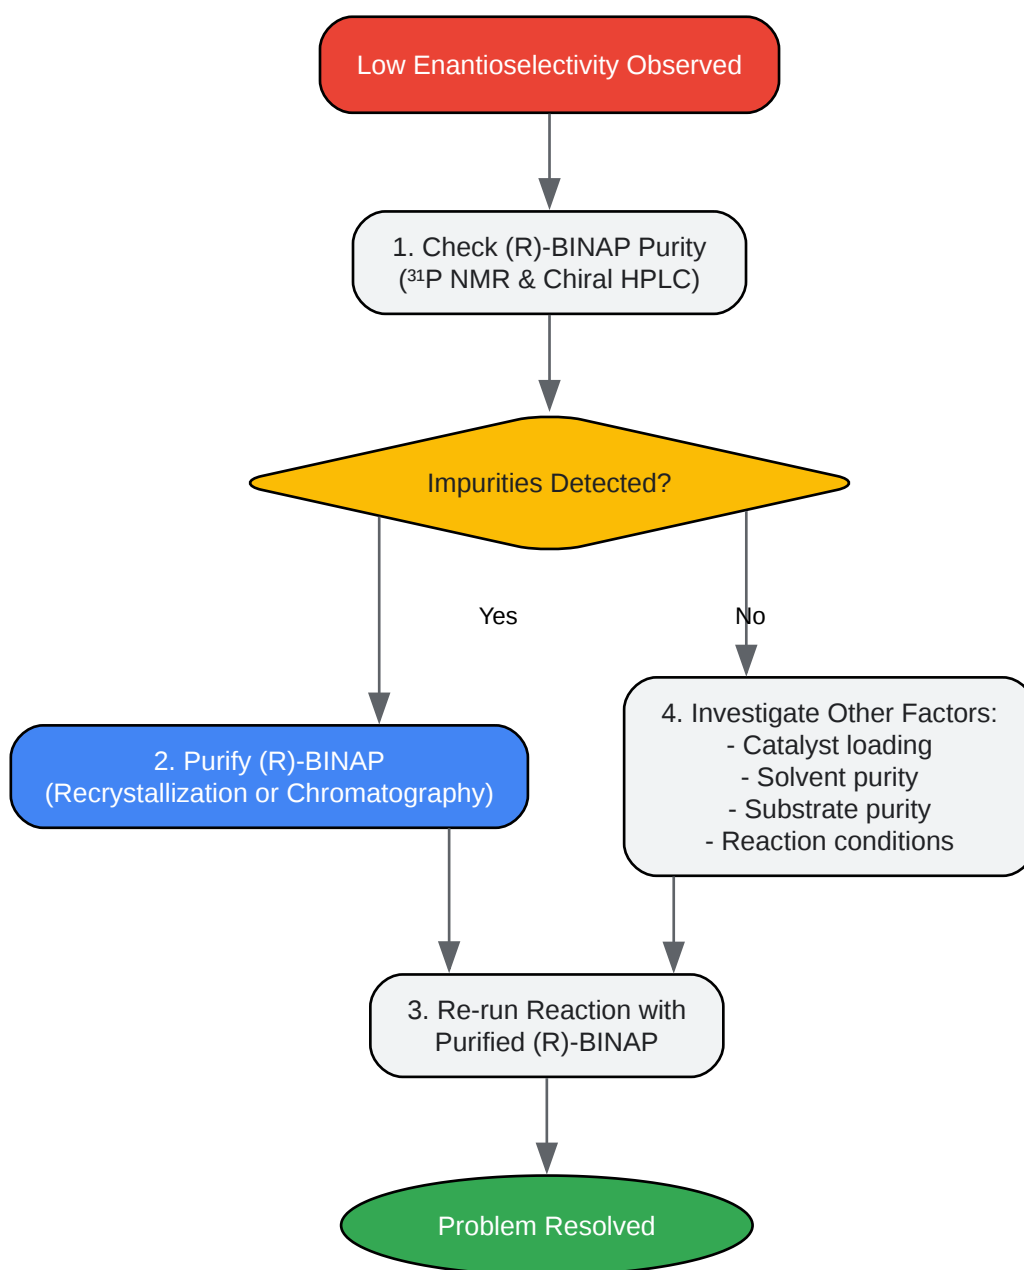 Low Enantioselectivity Observed
1. Check (R)-BINAP Purity
(³¹P NMR & Chiral HPLC)
Impurities Detected?
Yes
No
2. Purify (R)-BINAP
(Recrystallization or Chromatography)
4. Investigate Other Factors:
- Catalyst loading
- Solvent purity
- Substrate purity
- Reaction conditions
3. Re-run Reaction with
Purified (R)-BINAP
Problem Resolved